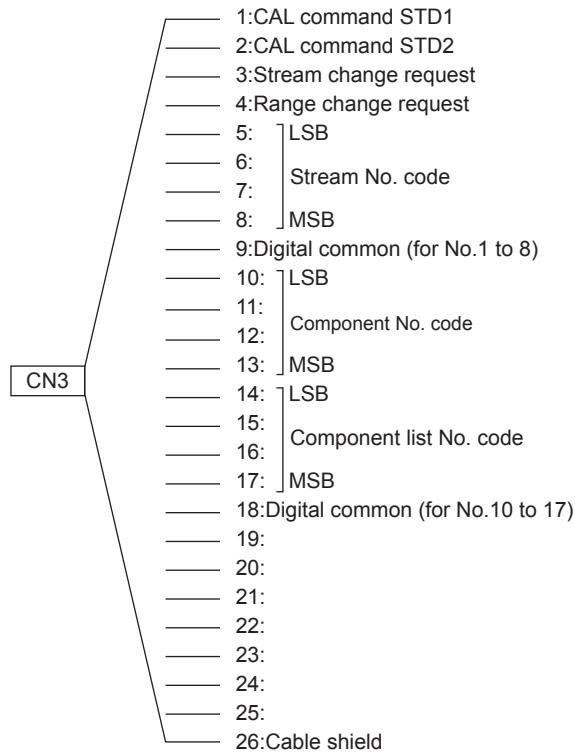 1:CAL command STD1
2:CAL command STD2
3:Stream change request
4:Range change request
5: LSB
6:
Stream No. code
7:
8: MSB
9:Digital common (for No.1 to 8)
10: LSB
11:
Component No. code
12:
13: MSB
CN3
14: LSB
15:
Component list No. code
16:
17: MSB
18:Digital common (for No.10 to 17)
19:
20:
21:
22:
23:
24:
25:
26:Cable shield